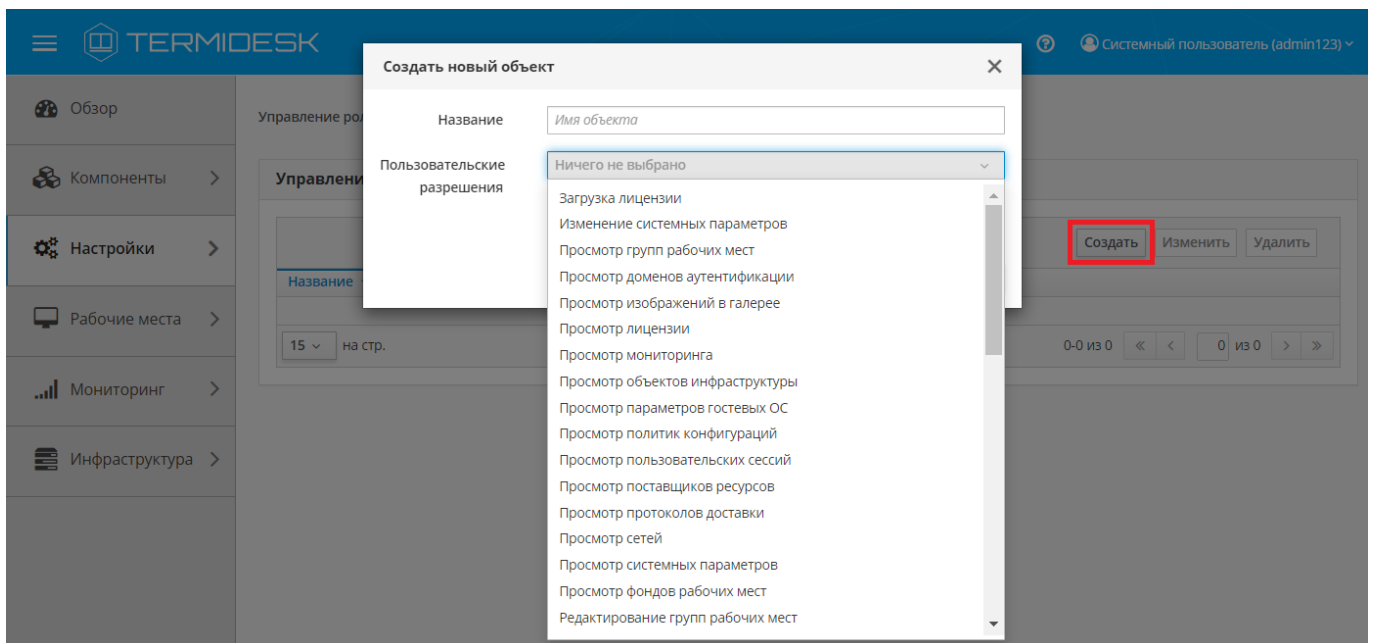 TERMIDESK
Системный пользователь (admin123)
Создать новый объект
Обзор
Компоненты
Настройки
Рабочие места
Мониторинг
Инфраструктура
Управление
Управлени
Название
Имя объекта
Пользовательские
разрешения
Ничего не выбрано
Загрузка лицензии
Изменение системных параметров
Просмотр групп рабочих мест
Просмотр доменов аутентификации
Просмотр изображений в галерее
Просмотр лицензии
Просмотр мониторинга
Просмотр объектов инфраструктуры
Просмотр параметров гостевых ОС
Просмотр политик конфигураций
Просмотр пользовательских сессий
Просмотр поставщиков ресурсов
Просмотр протоколов доставки
Просмотр сетей
Просмотр системных параметров
Просмотр фондов рабочих мест
Редактирование групп рабочих мест
Создать Изменить Удалить
Название
15 на стр.
0-0 из 0 « < 0 из 0 > »